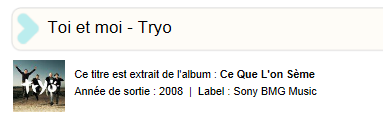 Toi et moi - Tryo
tryo
Ce titre est extrait de l'album : Ce Que L'on Sème
Année de sortie : 2008 | Label : Sony BMG Music